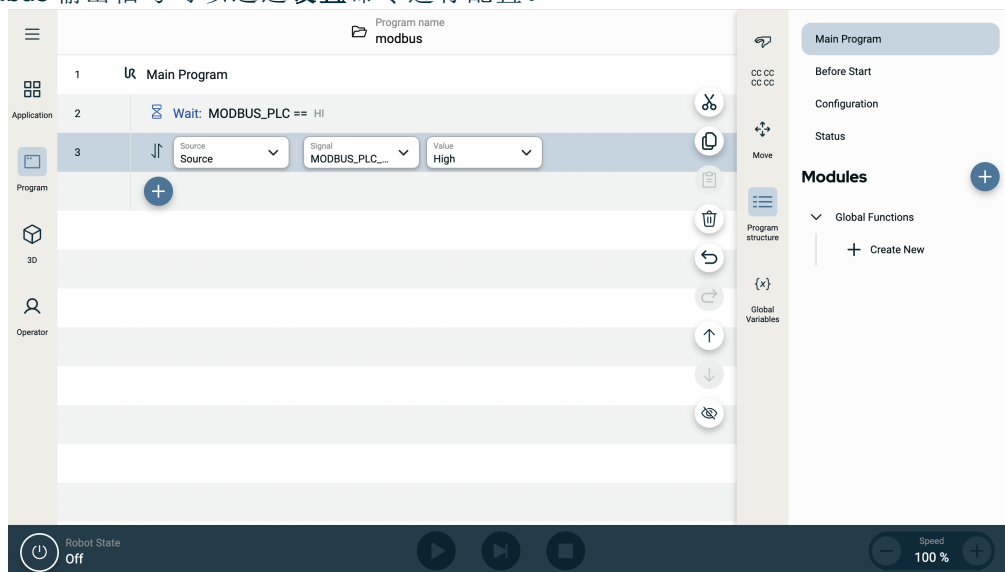 Program name
modbus
1 Main Program
2 Wait: MODBUS_PLC == HI
3 Source Source Signal MODBUS_PLC_... Value High
Application
Program
3D
Operator
CC CC
CC CC
Move
Program
structure
{x}
Global
Variables
Main Program
Before Start
Configuration
Status
Modules
Global Functions
Create New
Robot State
Off
Speed
100 %